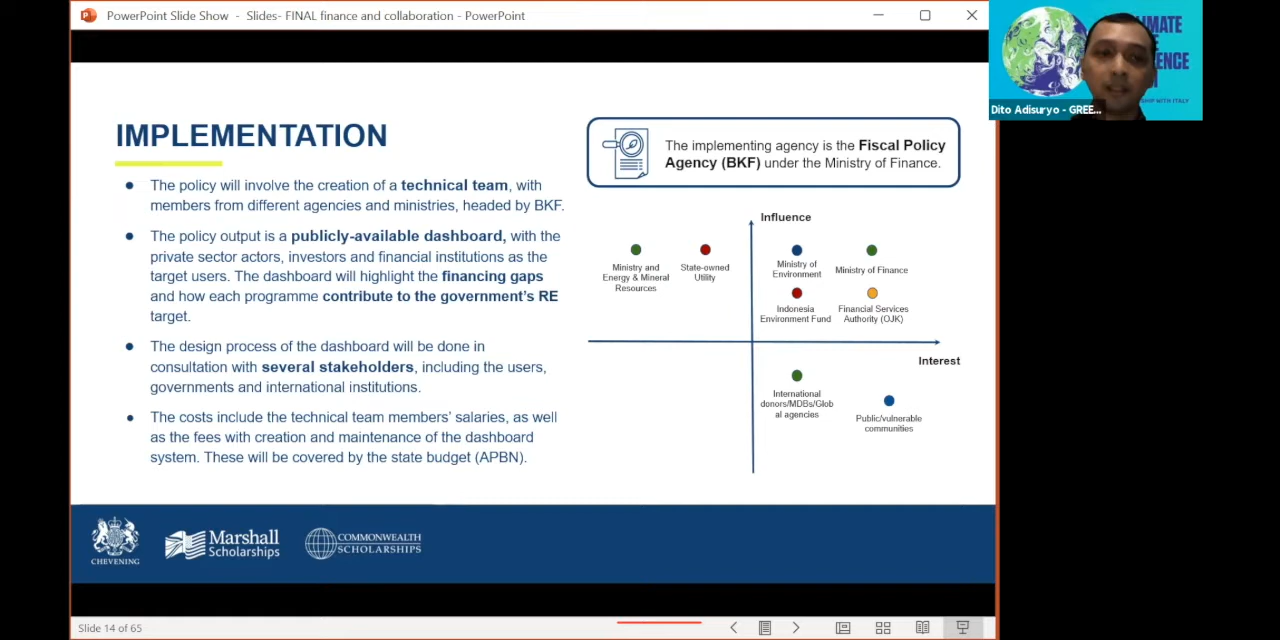 PowerPoint Slide Show - Slides- FINAL finance and collaboration - PowerPoint
IMPLEMENTATION
The policy will involve the creation of a technical team, with
members from different agencies and ministries, headed by BKF.
The policy output is a publicly-available dashboard, with the
private sector actors, investors and financial institutions as the
target users. The dashboard will highlight the financing gaps
and how each programme contribute to the government's RE
target.
The design process of the dashboard will be done in
consultation with several stakeholders, including the users,
governments and international institutions.
The costs include the technical team members' salaries, as well
as the fees with creation and maintenance of the dashboard
system. These will be covered by the state budget (APBN).
The implementing agency is the Fiscal Policy
Agency (BKF) under the Ministry of Finance.
Influence
Ministry and
Energy & Mineral
Resources
State-owned
Utility
Ministry of
Environment
Ministry of Finance
Indonesia
Environment Fund
Financial Services
Authority (OJK)
Interest
International
donors/MDBs/Glob
al agencies
Public/vulnerable
communities
CHEVENING
Marshall
Scholarships
COMMONWEALTH
SCHOLARSHIPS
Slide 14 of 65
Dito Adisuryo - GREE...
WITH ITALY